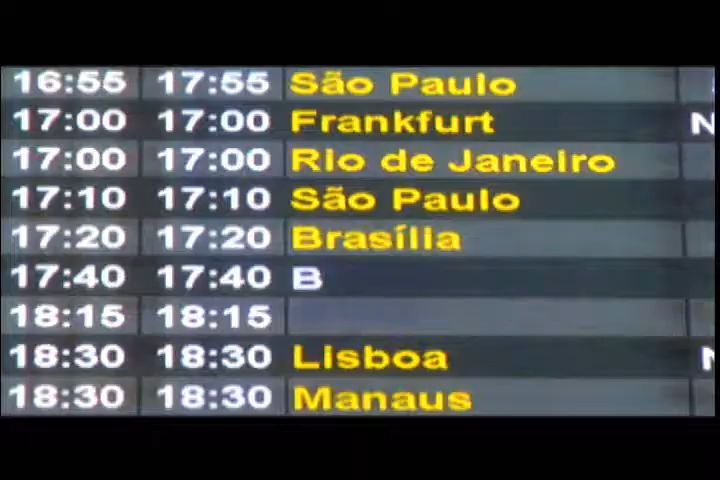 16:55 17:55 São Paulo
17:00 17:00 Frankfurt N
17:00 17:00 Rio de Janeiro
17:10 17:10 São Paulo
17:20 17:20 Brasília
17:40 17:40 B
18:15 18:15
18:30 18:30 Lisboa
18:30 18:30 Manaus